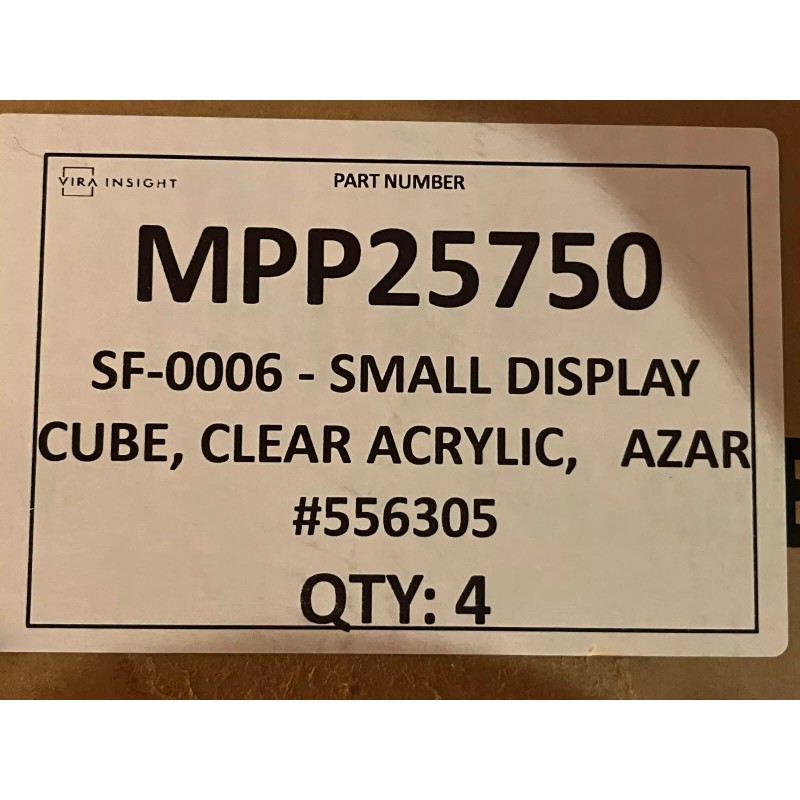 VIRA INSIGHT
PART NUMBER
MPP25750
SF-0006 - SMALL DISPLAY
CUBE, CLEAR ACRYLIC, AZAR
#556305
QTY: 4